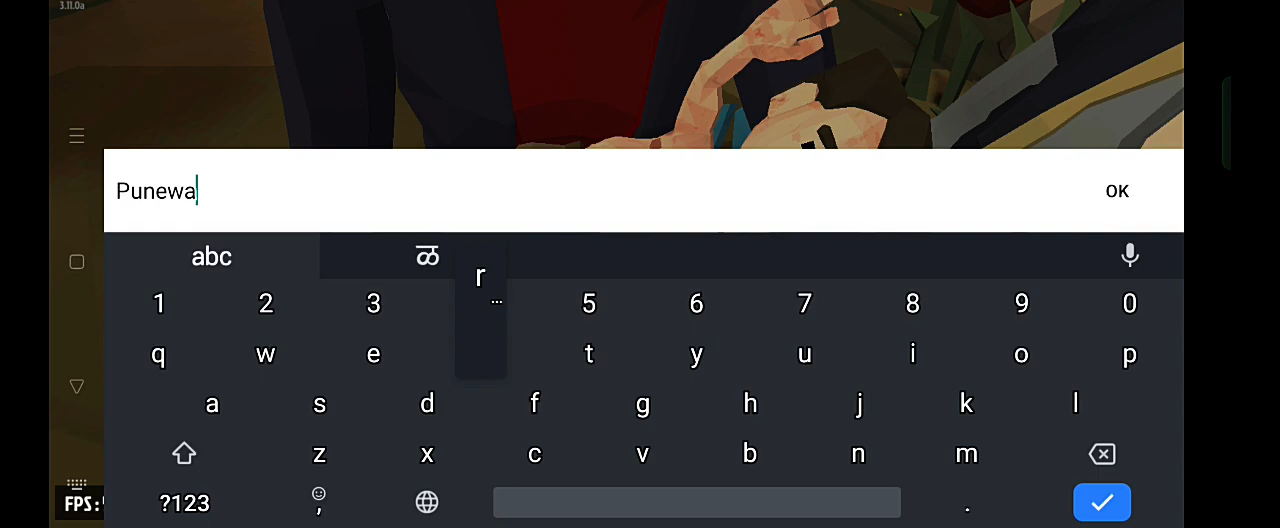 3.11.0a
Punewa
OK
abc
ॐ
r
...
1 2 3 5 6 7 8 9 0
q w e t y u i o p
a s d f g h j k l
z x c v b n m
?123 , .
FPS: